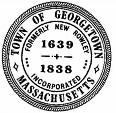 TOWN OF GEORGETOWN
FORMERLY NEW ROWLEY
1639
1838
INCORPORATED
MASSACHUSETTS